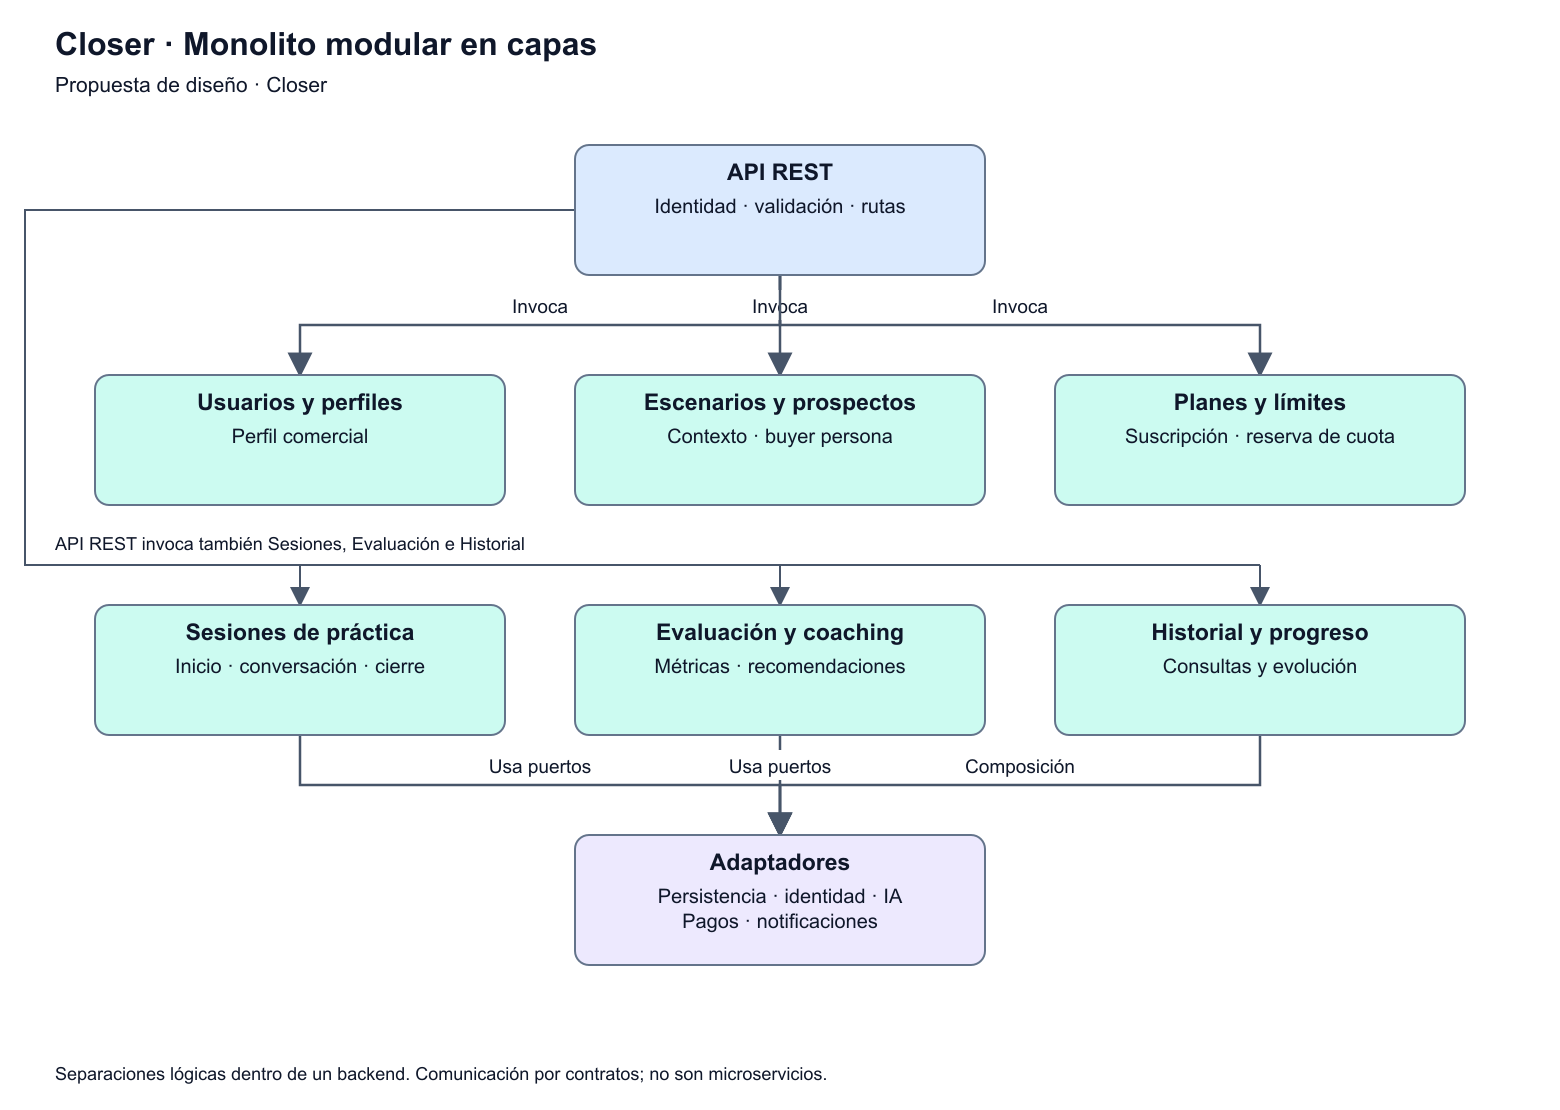 Closer · Monolito modular en capas
Propuesta de diseño · Closer
API REST
Identidad · validación · rutas
Invoca
Invoca
Invoca
Usuarios y perfiles
Perfil comercial
Escenarios y prospectos
Contexto · buyer persona
Planes y límites
Suscripción · reserva de cuota
API REST invoca también Sesiones, Evaluación e Historial
Sesiones de práctica
Inicio · conversación · cierre
Evaluación y coaching
Métricas · recomendaciones
Historial y progreso
Consultas y evolución
Usa puertos
Usa puertos
Composición
Adaptadores
Persistencia · identidad · IA
Pagos · notificaciones
Separaciones lógicas dentro de un backend. Comunicación por contratos; no son microservicios.